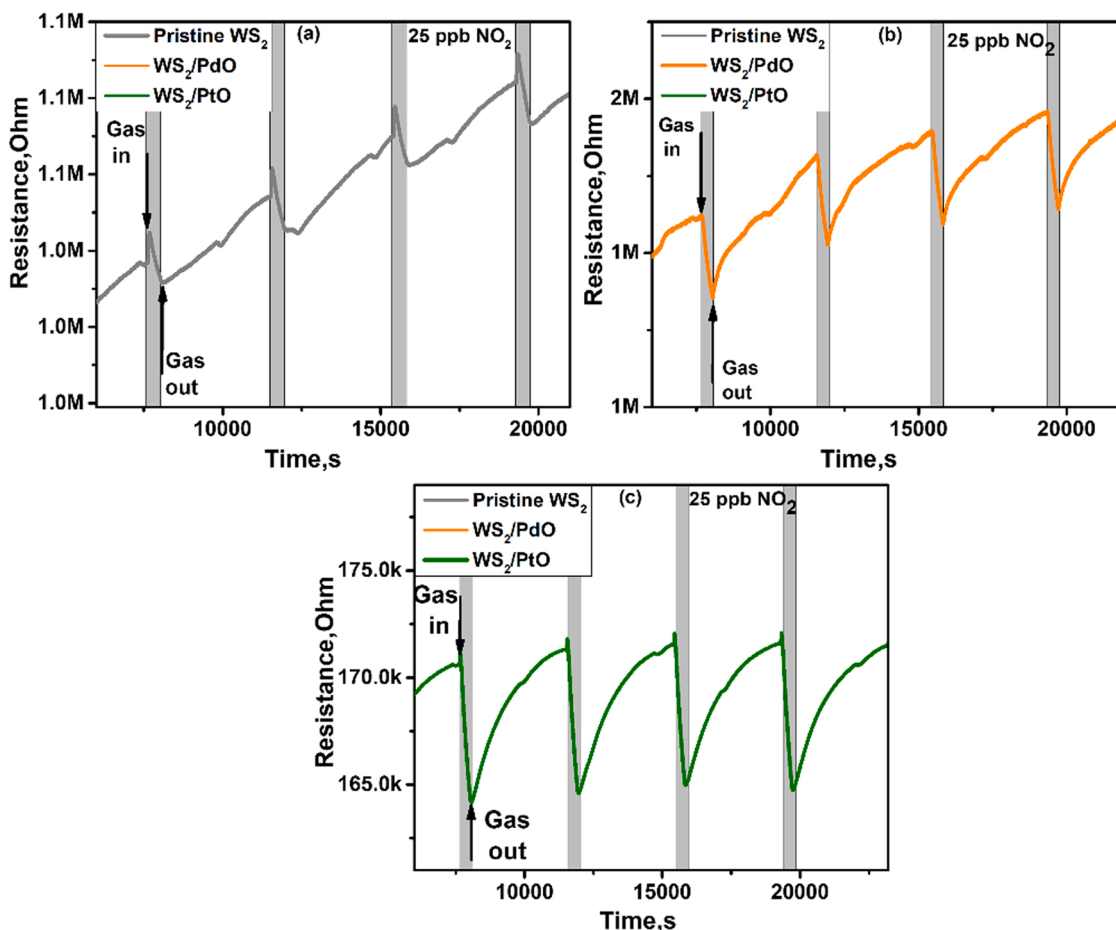 1.1M
Pristine WS₂
(a)
25 ppb NO₂
WS₂/PdO
WS₂/PtO
1.1M
1.1M
1.0M
1.0M
1.0M
Gas
in
Gas
out
Resistance,Ohm
10000
15000
20000
Time,s
Pristine WS₂
(b)
25 ppb NO₂
WS₂/PdO
WS₂/PtO
2M
1M
1M
Gas
in
Gas
out
Resistance,Ohm
10000
15000
20000
Time,s
Pristine WS₂
(c)
25 ppb NO₂
WS₂/PdO
WS₂/PtO
175.0k
170.0k
165.0k
Gas
in
Gas
out
Resistance,Ohm
10000
15000
20000
Time,s